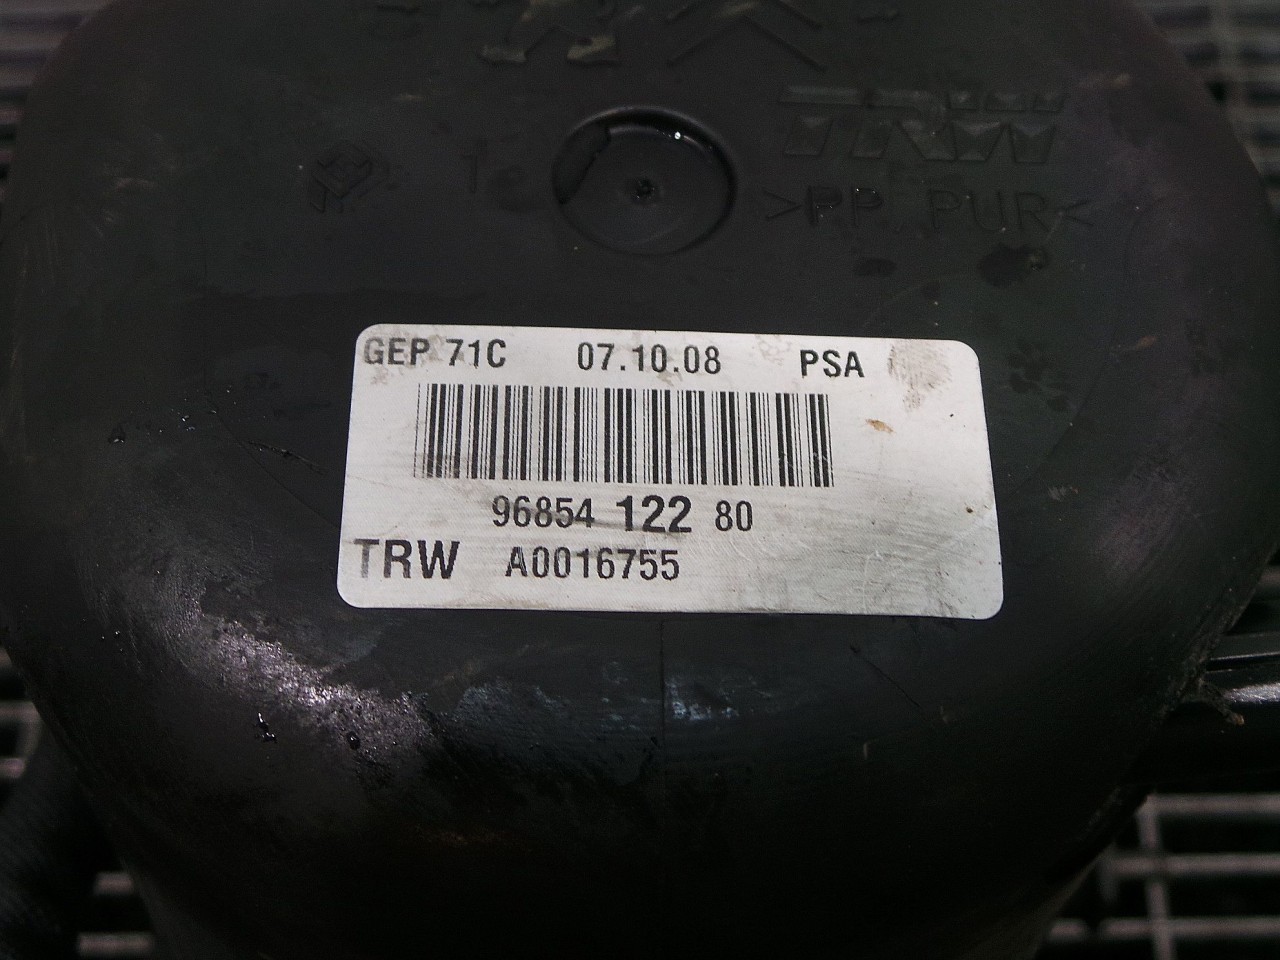 TRW
>PP, PUR<
GEP 71C 07.10.08 PSA
96854 122 80
TRW A0016755